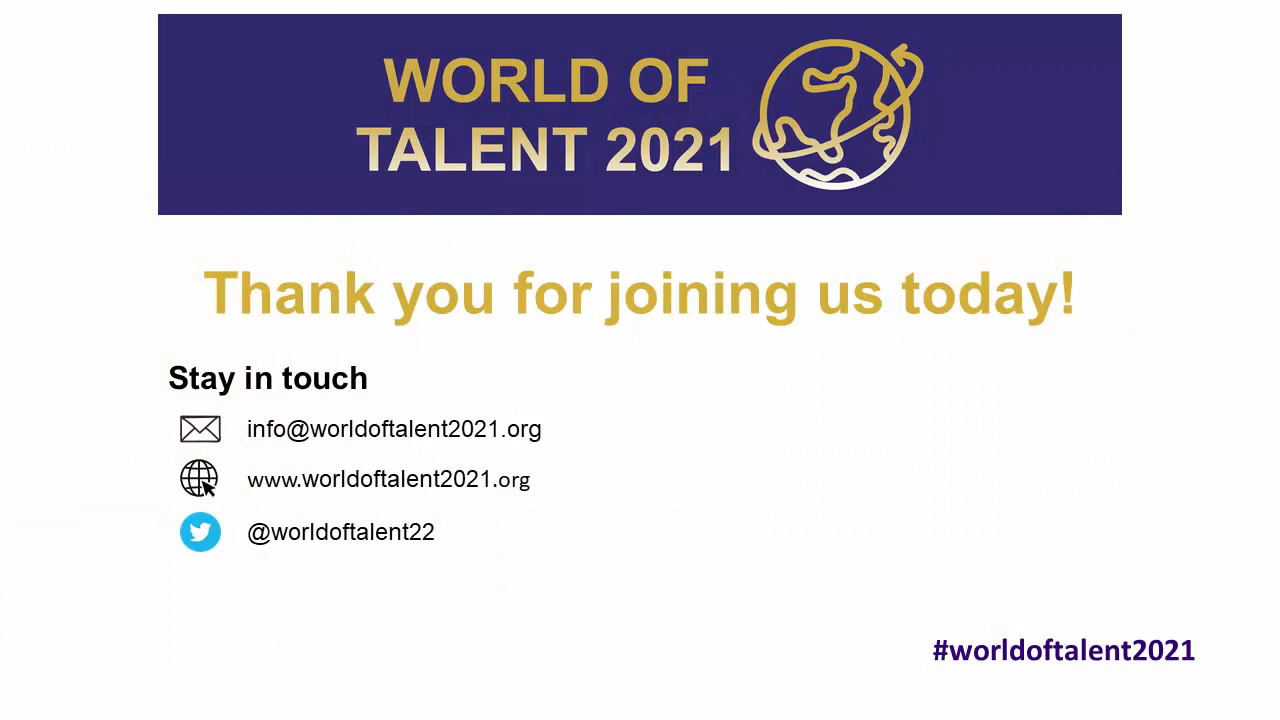 WORLD OF
TALENT 2021
Thank you for joining us today!
Stay in touch
info@worldoftalent2021.org
www.worldoftalent2021.org
@worldoftalent22
#worldoftalent2021